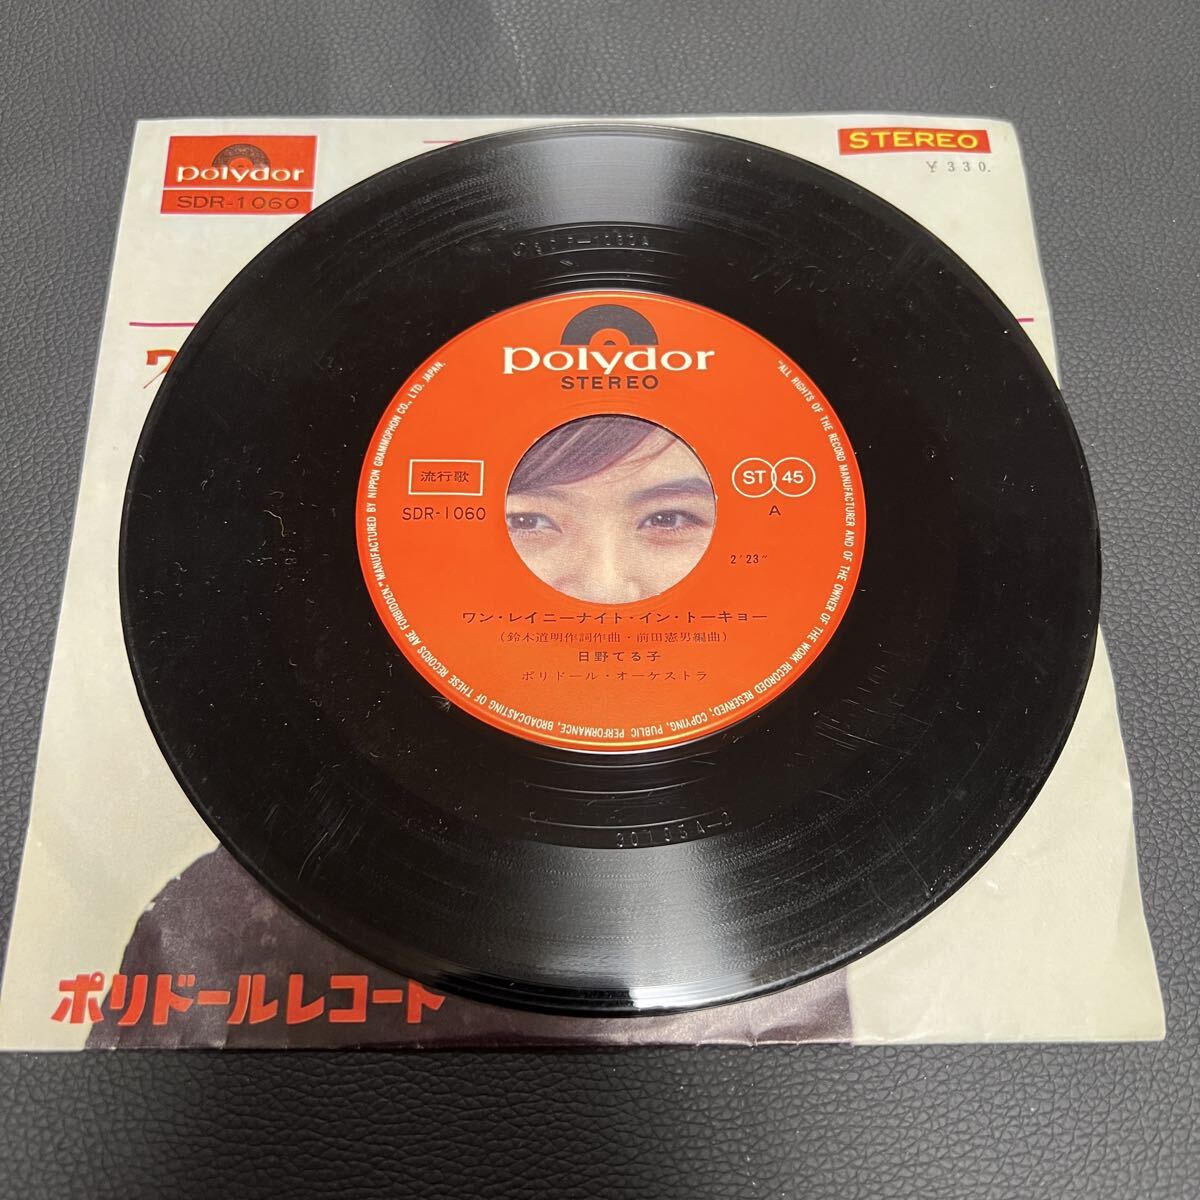 polydor
SDR-1060
STEREO
¥330.
ワ
SDR-1060A
polydor
STEREO
流行歌
SDR-1060
ST 45
A
2'23"
ワン・レイニーナイト・イン・トーキョー
(鈴木道明作詞作曲・前田憲男編曲)
日野てる子
ポリドール・オーケストラ
"ALL RIGHTS OF THE RECORD MANUFACTURER AND OF THE OWNER OF THE WORK RECORDED RESERVED; COPYING, PUBLIC PERFORMANCE, BROADCASTING OF THESE RECORDS ARE FORBIDDEN." MANUFACTURED BY NIPPON GRAMMOPHON CO., LTD. JAPAN.
ポリドールレコード